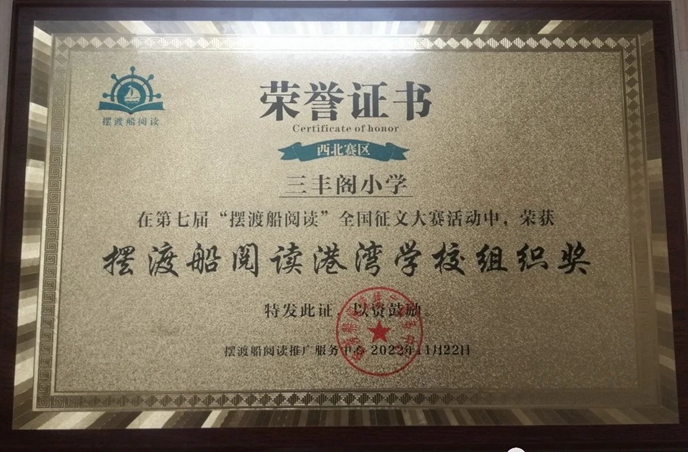 摆渡船阅读
荣誉证书
Certificate of honor
西北赛区
三丰阁小学
在第七届“摆渡船阅读”全国征文大赛活动中，荣获
摆渡船阅读港湾学校组织奖
特发此证，以资鼓励。
摆渡船阅读推广服务中心 2022年11月22日